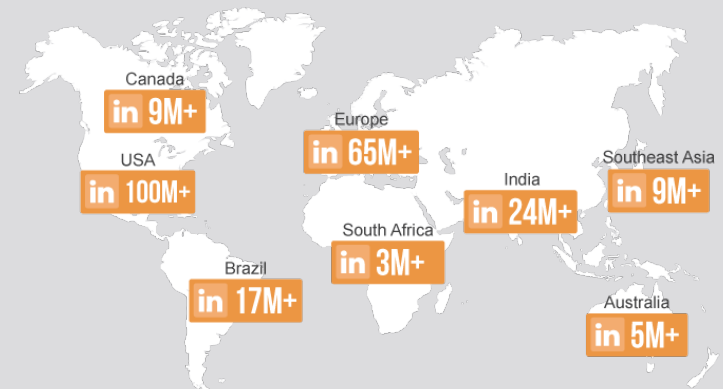 Canada
in 9M+
Europe
in 65M+
USA
in 100M+
Southeast Asia
in 9M+
India
in 24M+
South Africa
in 3M+
Brazil
in 17M+
Australia
in 5M+